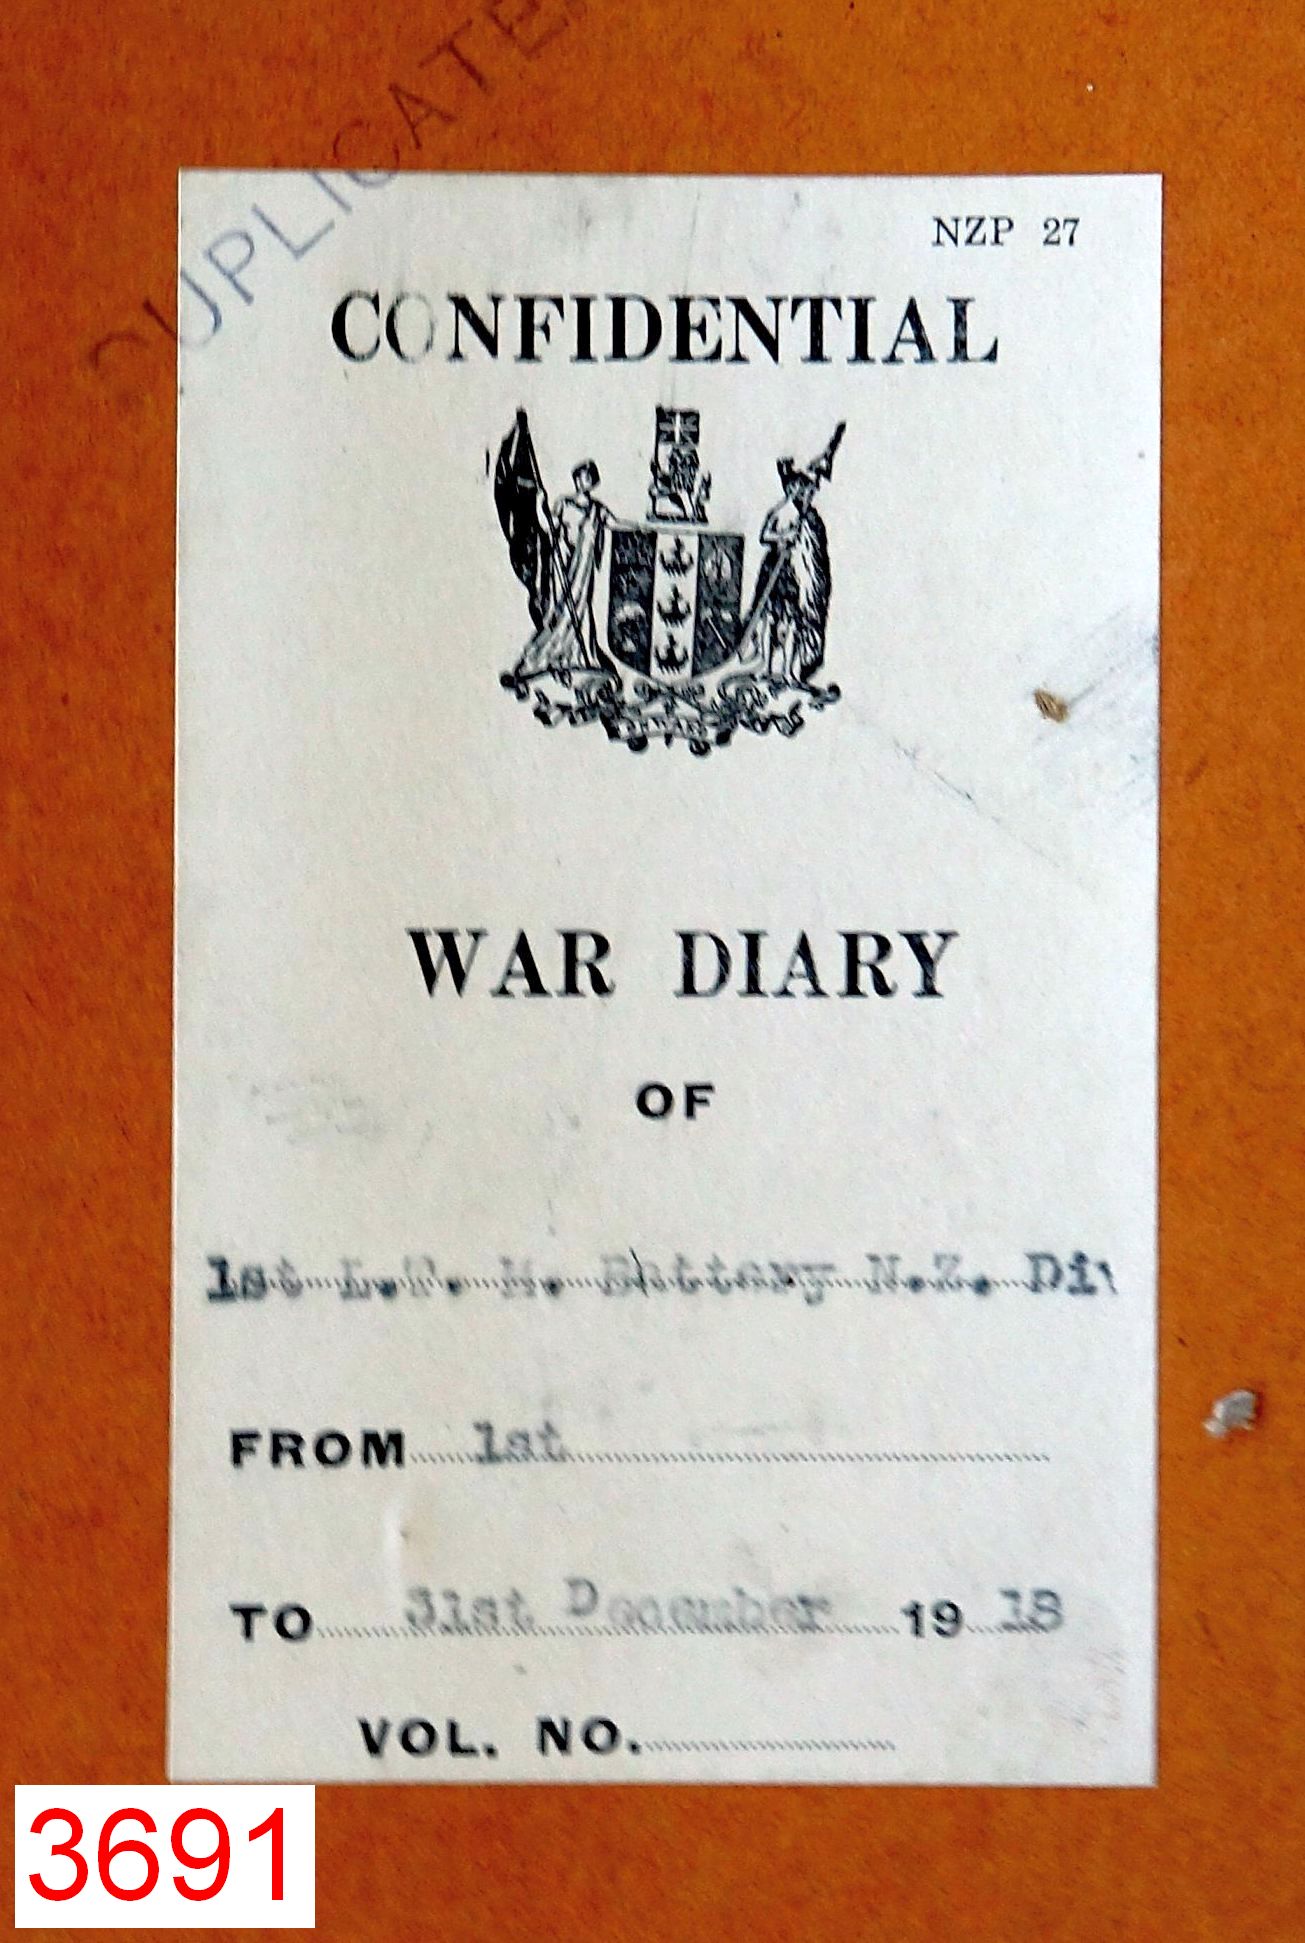 DUPLICATE
NZP 27
CONFIDENTIAL
WAR DIARY
OF
1st L.T. M. Battery N.Z. Div
FROM 1st
TO 31st December 1918
VOL. NO.
3691